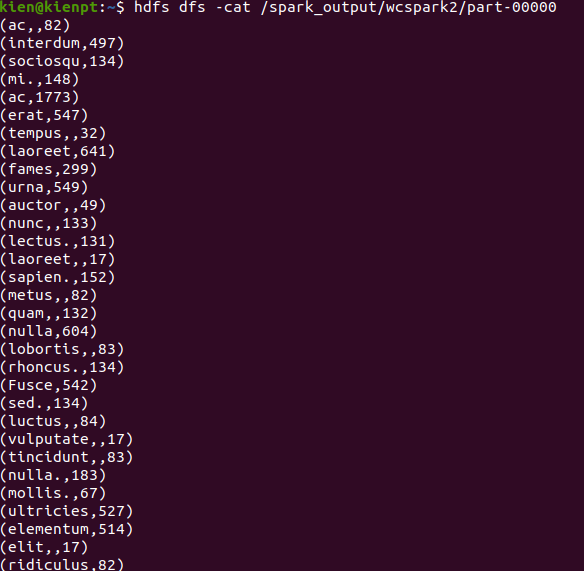 kien@kienpt:~$ hdfs dfs -cat /spark_output/wcspark2/part-00000
(ac,,82)
(interdum,497)
(sociosqu,134)
(mi.,148)
(ac,1773)
(erat,547)
(tempus,,32)
(laoreet,641)
(fames,299)
(urna,549)
(auctor,,49)
(nunc,,133)
(lectus.,131)
(laoreet,,17)
(sapien.,152)
(metus,,82)
(quam,,132)
(nulla,604)
(lobortis,,83)
(rhoncus.,134)
(Fusce,542)
(sed.,134)
(luctus,,84)
(vulputate,,17)
(tincidunt,,83)
(nulla.,183)
(mollis.,67)
(ultricies,527)
(elementum,514)
(elit,,17)
(ridiculus,82)